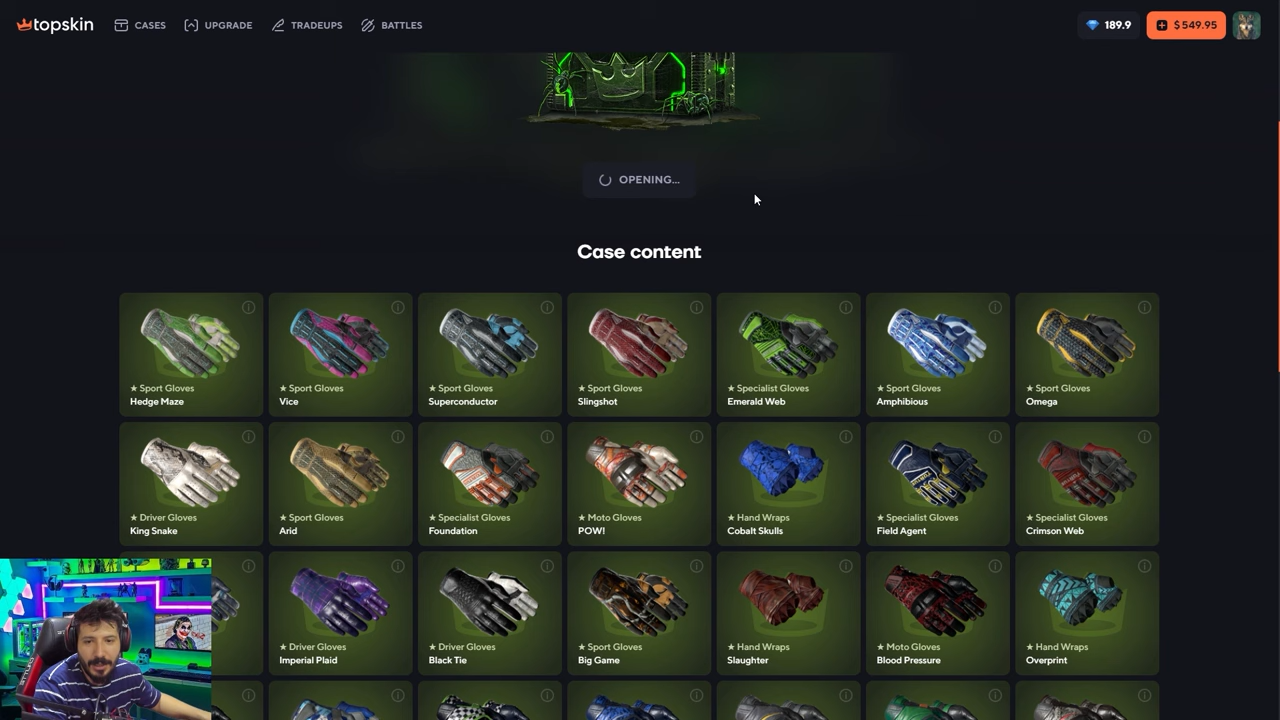 topskin
CASES
UPGRADE
TRADEUPS
BATTLES
189.9
$549.95
OPENING...
Case content
★ Sport Gloves
Hedge Maze
★ Sport Gloves
Vice
★ Sport Gloves
Superconductor
★ Sport Gloves
Slingshot
★ Specialist Gloves
Emerald Web
★ Sport Gloves
Amphibious
★ Sport Gloves
Omega
★ Driver Gloves
King Snake
★ Sport Gloves
Arid
★ Specialist Gloves
Foundation
★ Moto Gloves
POW!
★ Hand Wraps
Cobalt Skulls
★ Specialist Gloves
Field Agent
★ Specialist Gloves
Crimson Web
★ Driver Gloves
Imperial Plaid
★ Driver Gloves
Black Tie
★ Sport Gloves
Big Game
★ Hand Wraps
Slaughter
★ Moto Gloves
Blood Pressure
★ Hand Wraps
Overprint